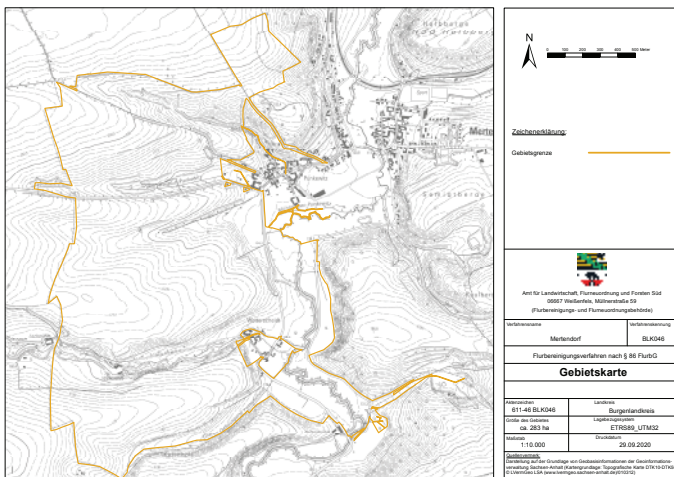 N
0 100 200 300 400 500 Meter
Zeichenerklärung:
Gebietsgrenze
Amt für Landwirtschaft, Flurneuordnung und Forsten Süd
06667 Weißenfels, Müllnerstraße 59
(Flurbereinigungs- und Flurneuordnungsbehörde)
Verfahrensname
Verfahrenskennung
Mertendorf
BLK046
Flurbereinigungsverfahren nach § 86 FlurbG
Gebietskarte
Aktenzeichen
Landkreis
611-46 BLK046
Burgenlandkreis
Größe des Gebietes
Lagebezugssystem
ca. 283 ha
ETRS89_UTM32
Maßstab
Druckdatum
1:10.000
29.09.2020
Quellenvermerk:
Darstellung auf der Grundlage von Geobasisinformationen der Geoinformations-
verwaltung Sachsen-Anhalt (Kartengrundlage: Topografische Karte DTK10-DTK50
© LVermGeo LSA (www.lvermgeo.sachsen-anhalt.de)/010312)
Merte